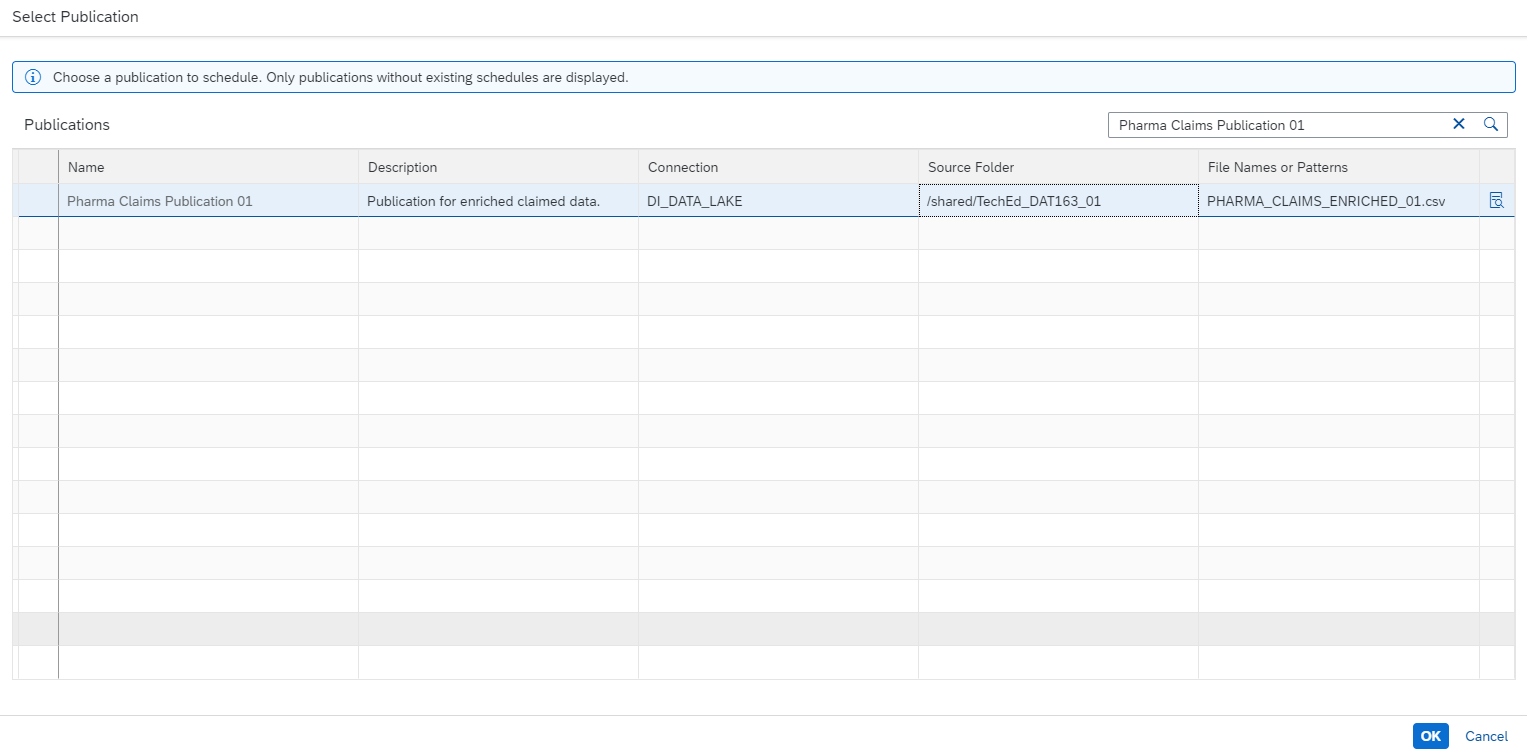 Select Publication
Choose a publication to schedule. Only publications without existing schedules are displayed.
Publications
Pharma Claims Publication 01
Name Description Connection Source Folder File Names or Patterns
Pharma Claims Publication 01 Publication for enriched claimed data. DI_DATA_LAKE /shared/TechEd_DAT163_01 PHARMA_CLAIMS_ENRICHED_01.csv
OK Cancel